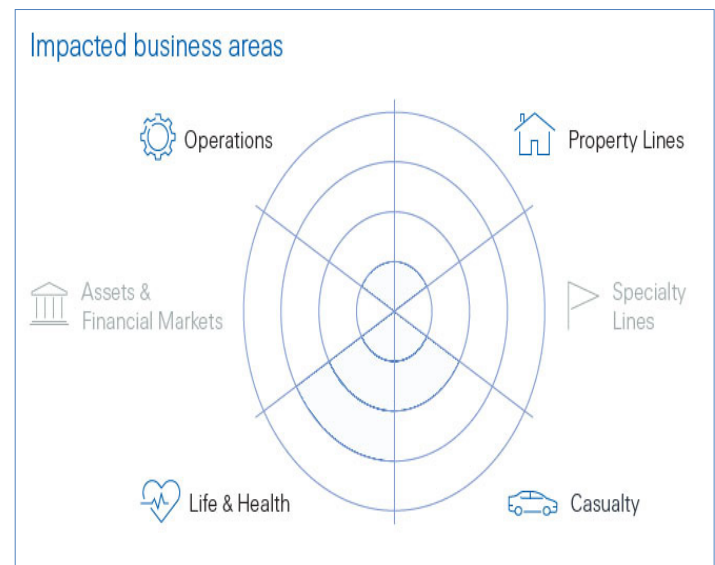 Impacted business areas
Operations
Property Lines
Assets &
Financial Markets
Specialty
Lines
Life & Health
Casualty